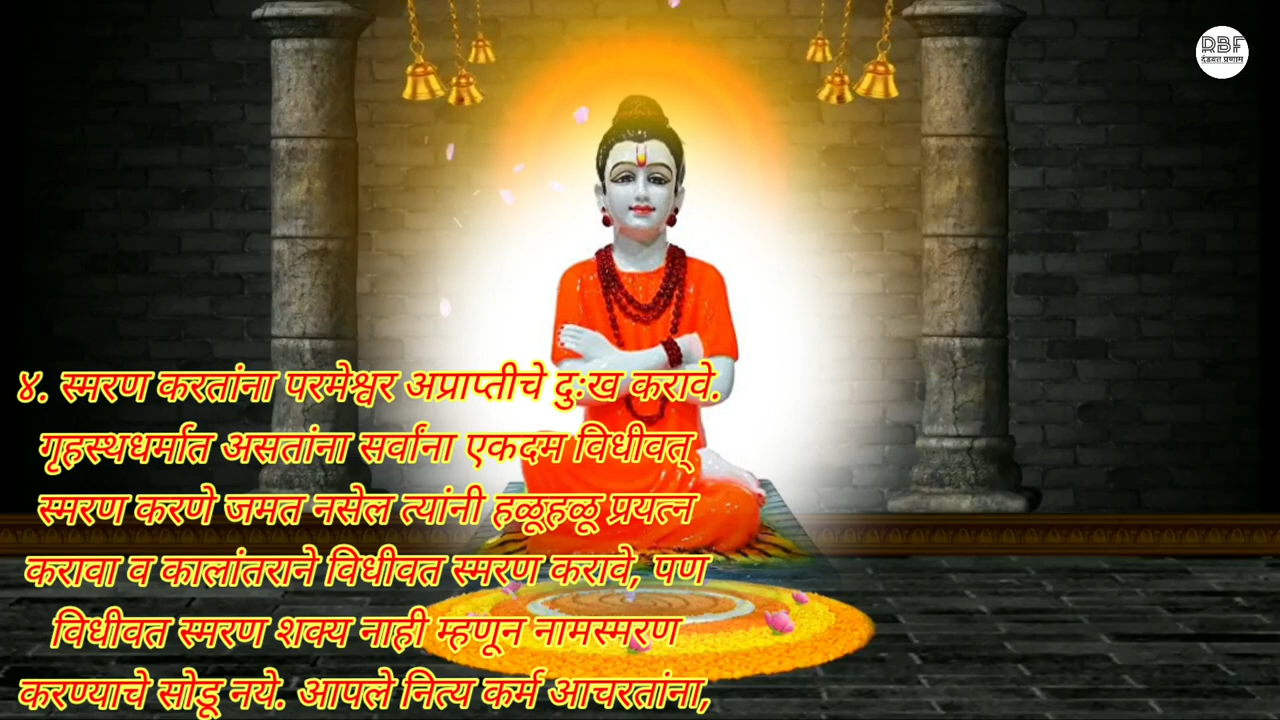 RBF
दंडवत प्रणाम
४. स्मरण करतांना परमेश्वर अप्राप्तीचे दुःख करावे.
गृहस्थधर्मात असतांना सर्वांना एकदम विधीवत्
स्मरण करणे जमत नसेल त्यांनी हळूहळू प्रयत्न
करावा व कालांतराने विधीवत स्मरण करावे, पण
विधीवत स्मरण शक्य नाही म्हणून नामस्मरण
करण्याचे सोडू नये. आपले नित्य कर्म आचरतांना,